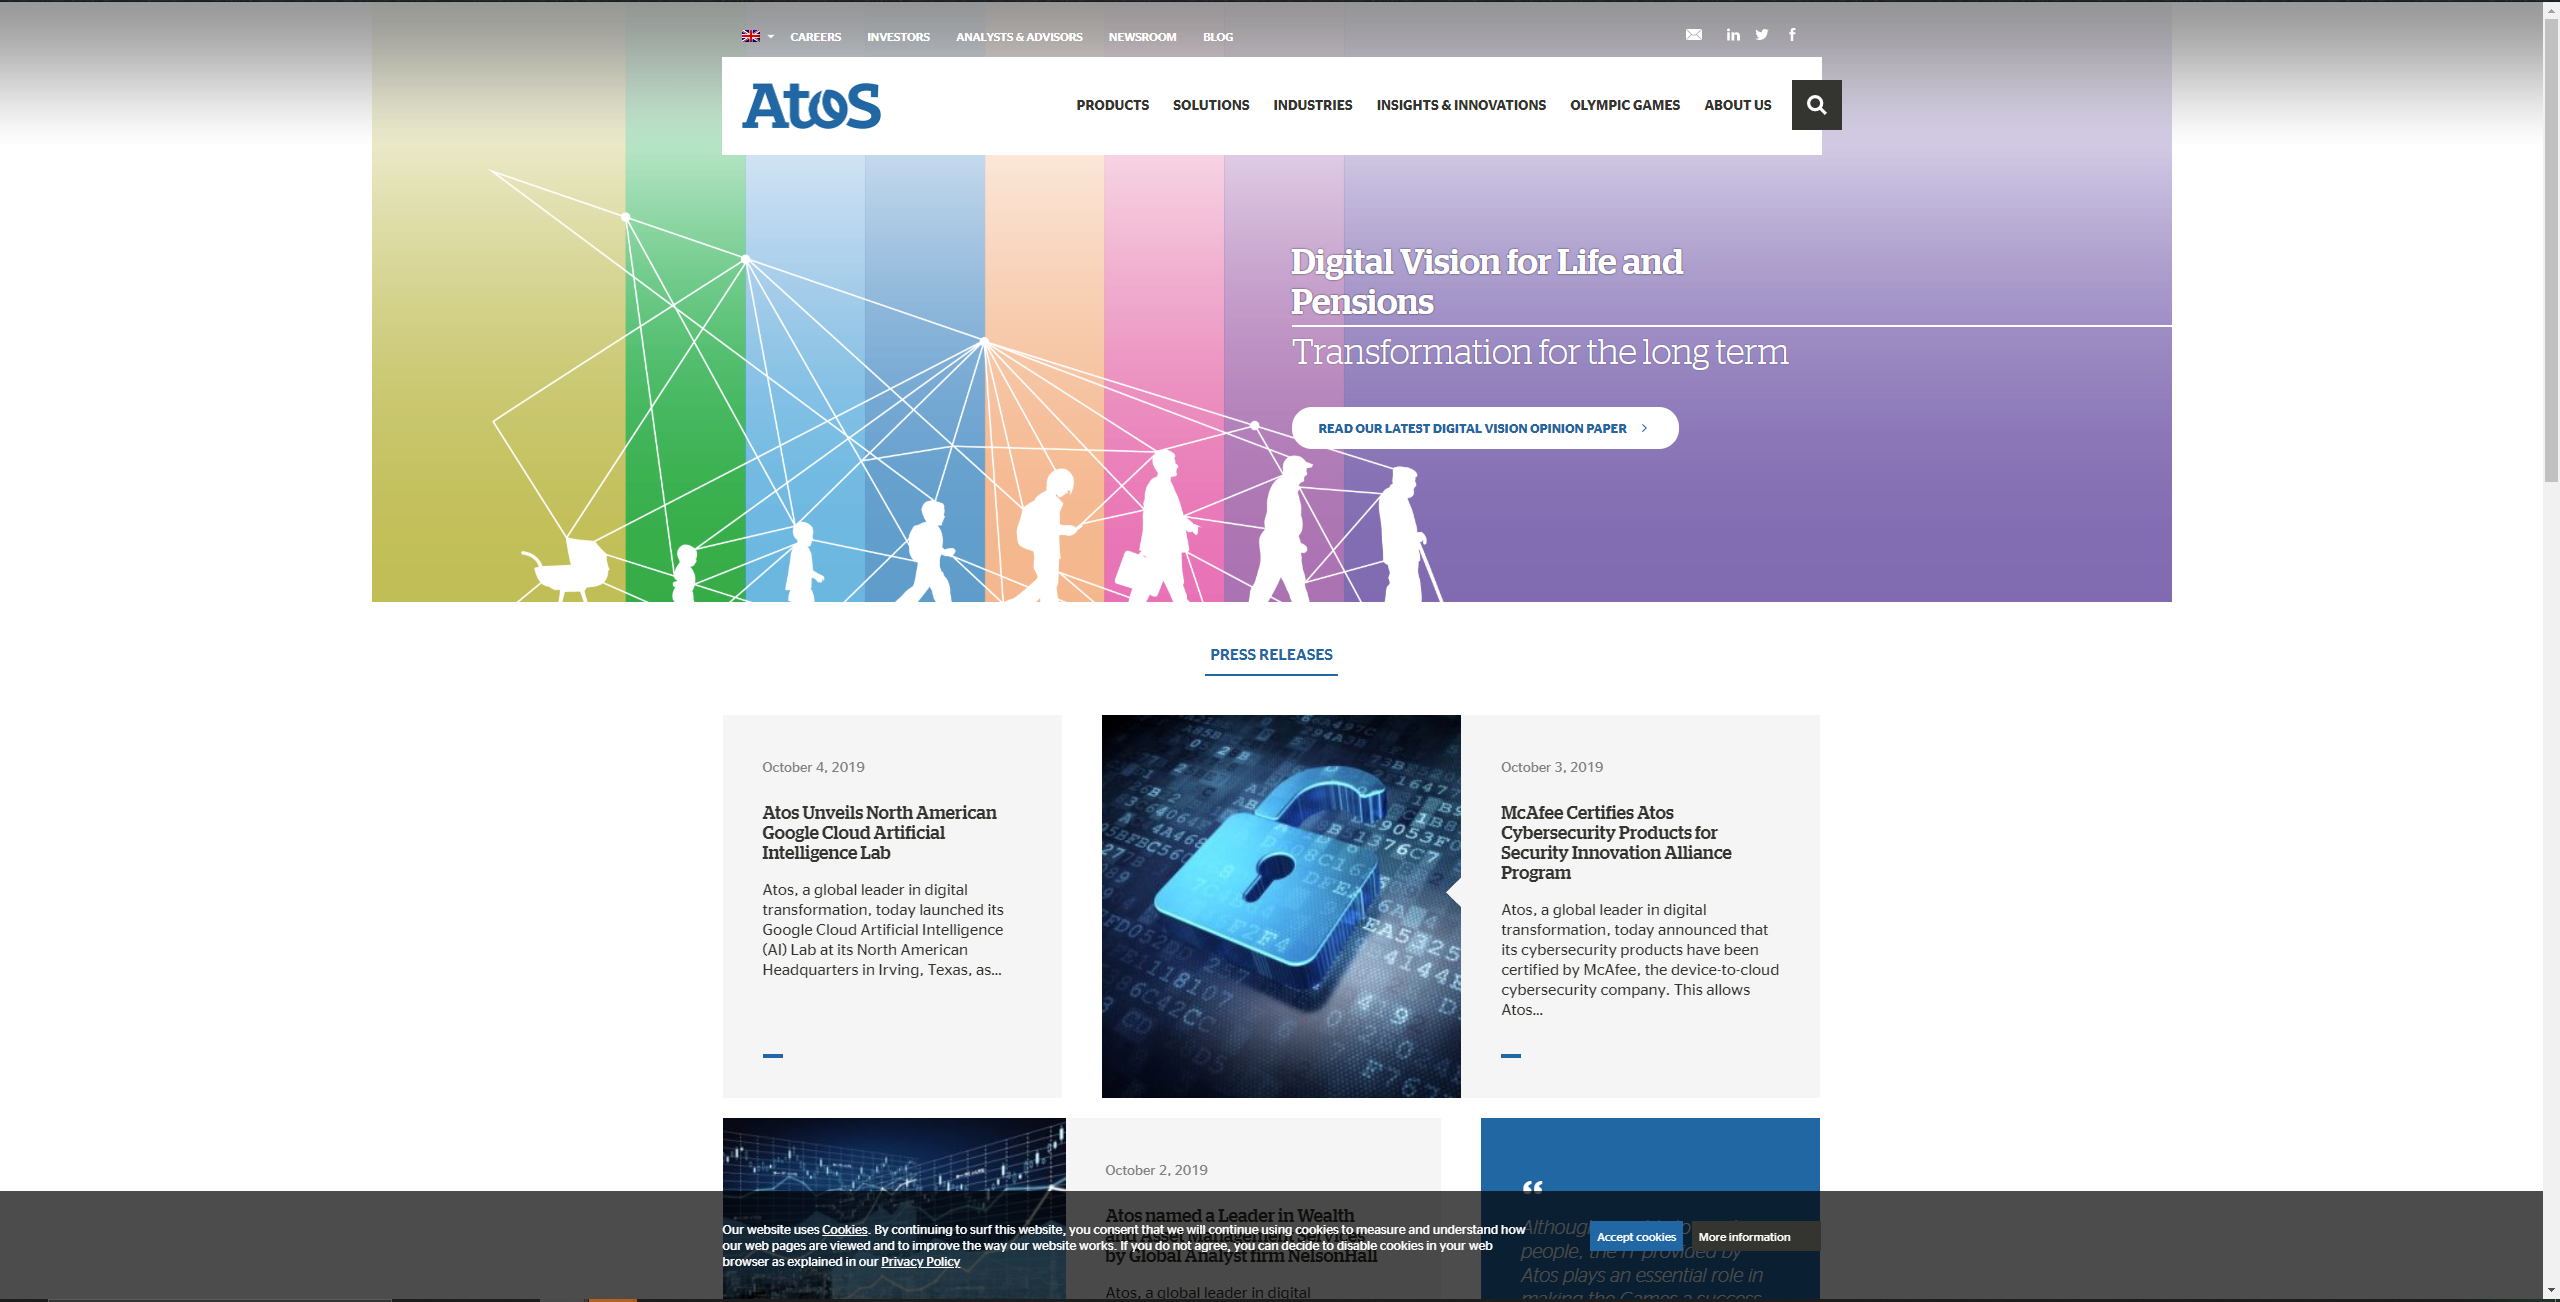 CAREERS INVESTORS ANALYSTS & ADVISORS NEWSROOM BLOG
Atos
PRODUCTS SOLUTIONS INDUSTRIES INSIGHTS & INNOVATIONS OLYMPIC GAMES ABOUT US
Digital Vision for Life and
Pensions
Transformation for the long term
READ OUR LATEST DIGITAL VISION OPINION PAPER
PRESS RELEASES
October 4, 2019
Atos Unveils North American
Google Cloud Artificial
Intelligence Lab
Atos, a global leader in digital
transformation, today launched its
Google Cloud Artificial Intelligence
(AI) Lab at its North American
Headquarters in Irving, Texas, as...
October 3, 2019
McAfee Certifies Atos
Cybersecurity Products for
Security Innovation Alliance
Program
Atos, a global leader in digital
transformation, today announced that
its cybersecurity products have been
certified by McAfee, the device-to-cloud
cybersecurity company. This allows
Atos...
October 2, 2019
Atos named a Leader in Wealth
and Asset Management Services
by Global Analyst firm NelsonHall
Atos, a global leader in digital
“
people, the IT provided by
Atos plays an essential role in
making the Games a success
Our website uses Cookies. By continuing to surf this website, you consent that we will continue using cookies to measure and understand how
our web pages are viewed and to improve the way our website works. If you do not agree, you can decide to disable cookies in your web
browser as explained in our Privacy Policy
Accept cookies More information